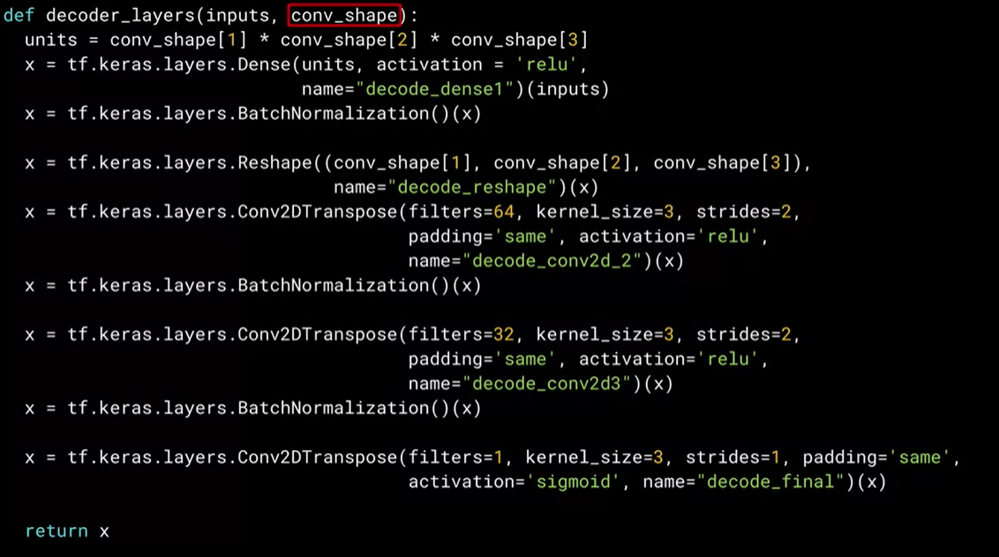 def decoder_layers(inputs, conv_shape):
  units = conv_shape[1] * conv_shape[2] * conv_shape[3]
  x = tf.keras.layers.Dense(units, activation = 'relu',
                            name="decode_dense1")(inputs)
  x = tf.keras.layers.BatchNormalization()(x)

  x = tf.keras.layers.Reshape((conv_shape[1], conv_shape[2], conv_shape[3]),
                               name="decode_reshape")(x)
  x = tf.keras.layers.Conv2DTranspose(filters=64, kernel_size=3, strides=2,
                                      padding='same', activation='relu',
                                      name="decode_conv2d_2")(x)
  x = tf.keras.layers.BatchNormalization()(x)

  x = tf.keras.layers.Conv2DTranspose(filters=32, kernel_size=3, strides=2,
                                      padding='same', activation='relu',
                                      name="decode_conv2d3")(x)
  x = tf.keras.layers.BatchNormalization()(x)

  x = tf.keras.layers.Conv2DTranspose(filters=1, kernel_size=3, strides=1, padding='same',
                                      activation='sigmoid', name="decode_final")(x)

  return x